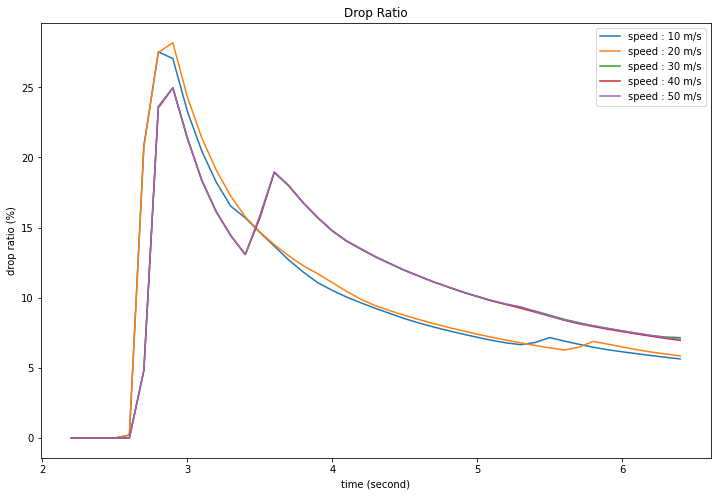 Drop Ratio
speed : 10 m/s
speed : 20 m/s
speed : 30 m/s
speed : 40 m/s
speed : 50 m/s
drop ratio (%)
25
20
15
10
5
0
2
3
4
5
6
time (second)